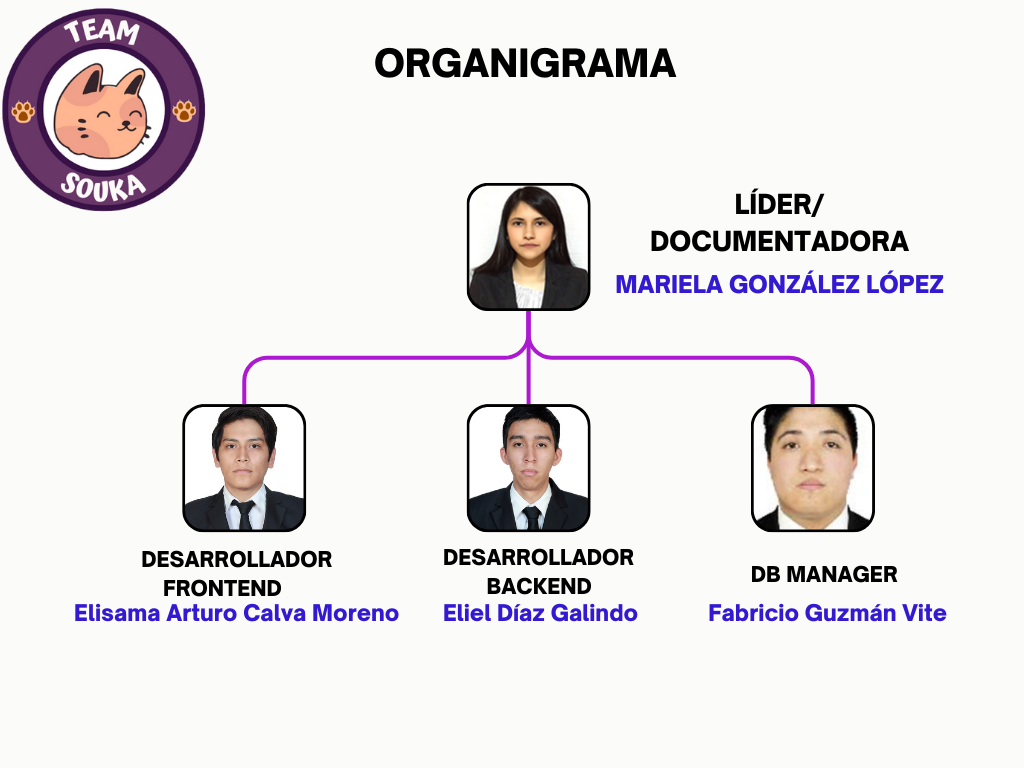 TEAM
SOUKA
ORGANIGRAMA
LÍDER/
DOCUMENTADORA
MARIELA GONZÁLEZ LÓPEZ
DESARROLLADOR
FRONTEND
Elisama Arturo Calva Moreno
DESARROLLADOR
BACKEND
Eliel Díaz Galindo
DB MANAGER
Fabricio Guzmán Vite